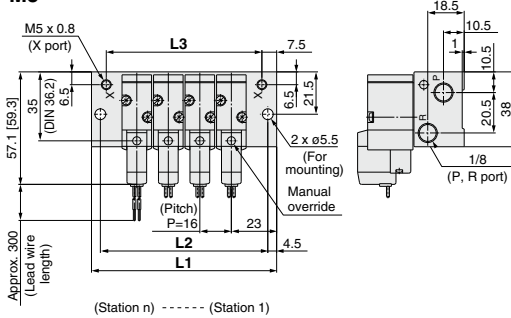 M5 x 0.8
(X port)
L3
7.5
18.5
10.5
1
10.5
6.5
35
(DIN 36.2)
57.1 [59.3]
X
X
6.5
21.5
P
R
20.5
38
2 x ø5.5
(For
mounting)
1/8
(P, R port)
Manual
override
(Pitch)
P=16
23
L2
4.5
L1
Approx. 300
(Lead wire
length)
(Station n) ------ (Station 1)